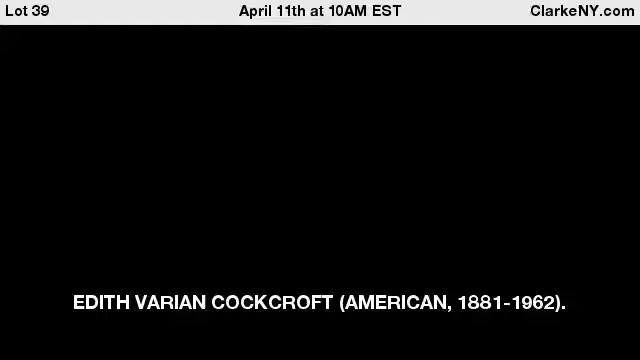 Lot 39 April 11th at 10AM EST ClarkeNY.com
EDITH VARIAN COCKCROFT (AMERICAN, 1881-1962).